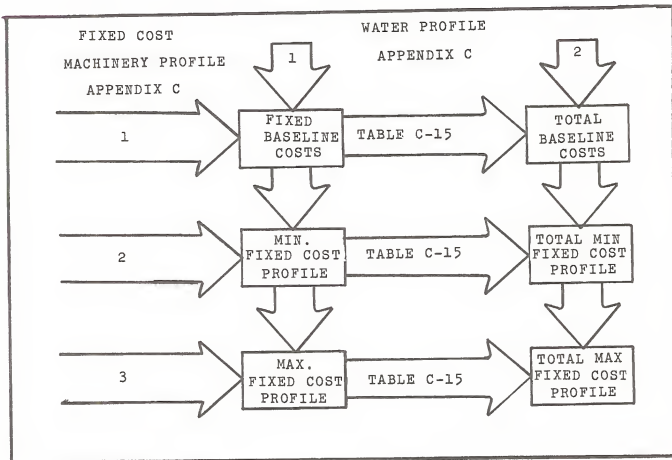 FIXED COST
MACHINERY PROFILE
APPENDIX C
WATER PROFILE
APPENDIX C
1
2
1
FIXED
BASELINE
COSTS
TABLE C-15
TOTAL
BASELINE
COSTS
2
MIN.
FIXED COST
PROFILE
TABLE C-15
TOTAL MIN
FIXED COST
PROFILE
3
MAX.
FIXED COST
PROFILE
TABLE C-15
TOTAL MAX
FIXED COST
PROFILE